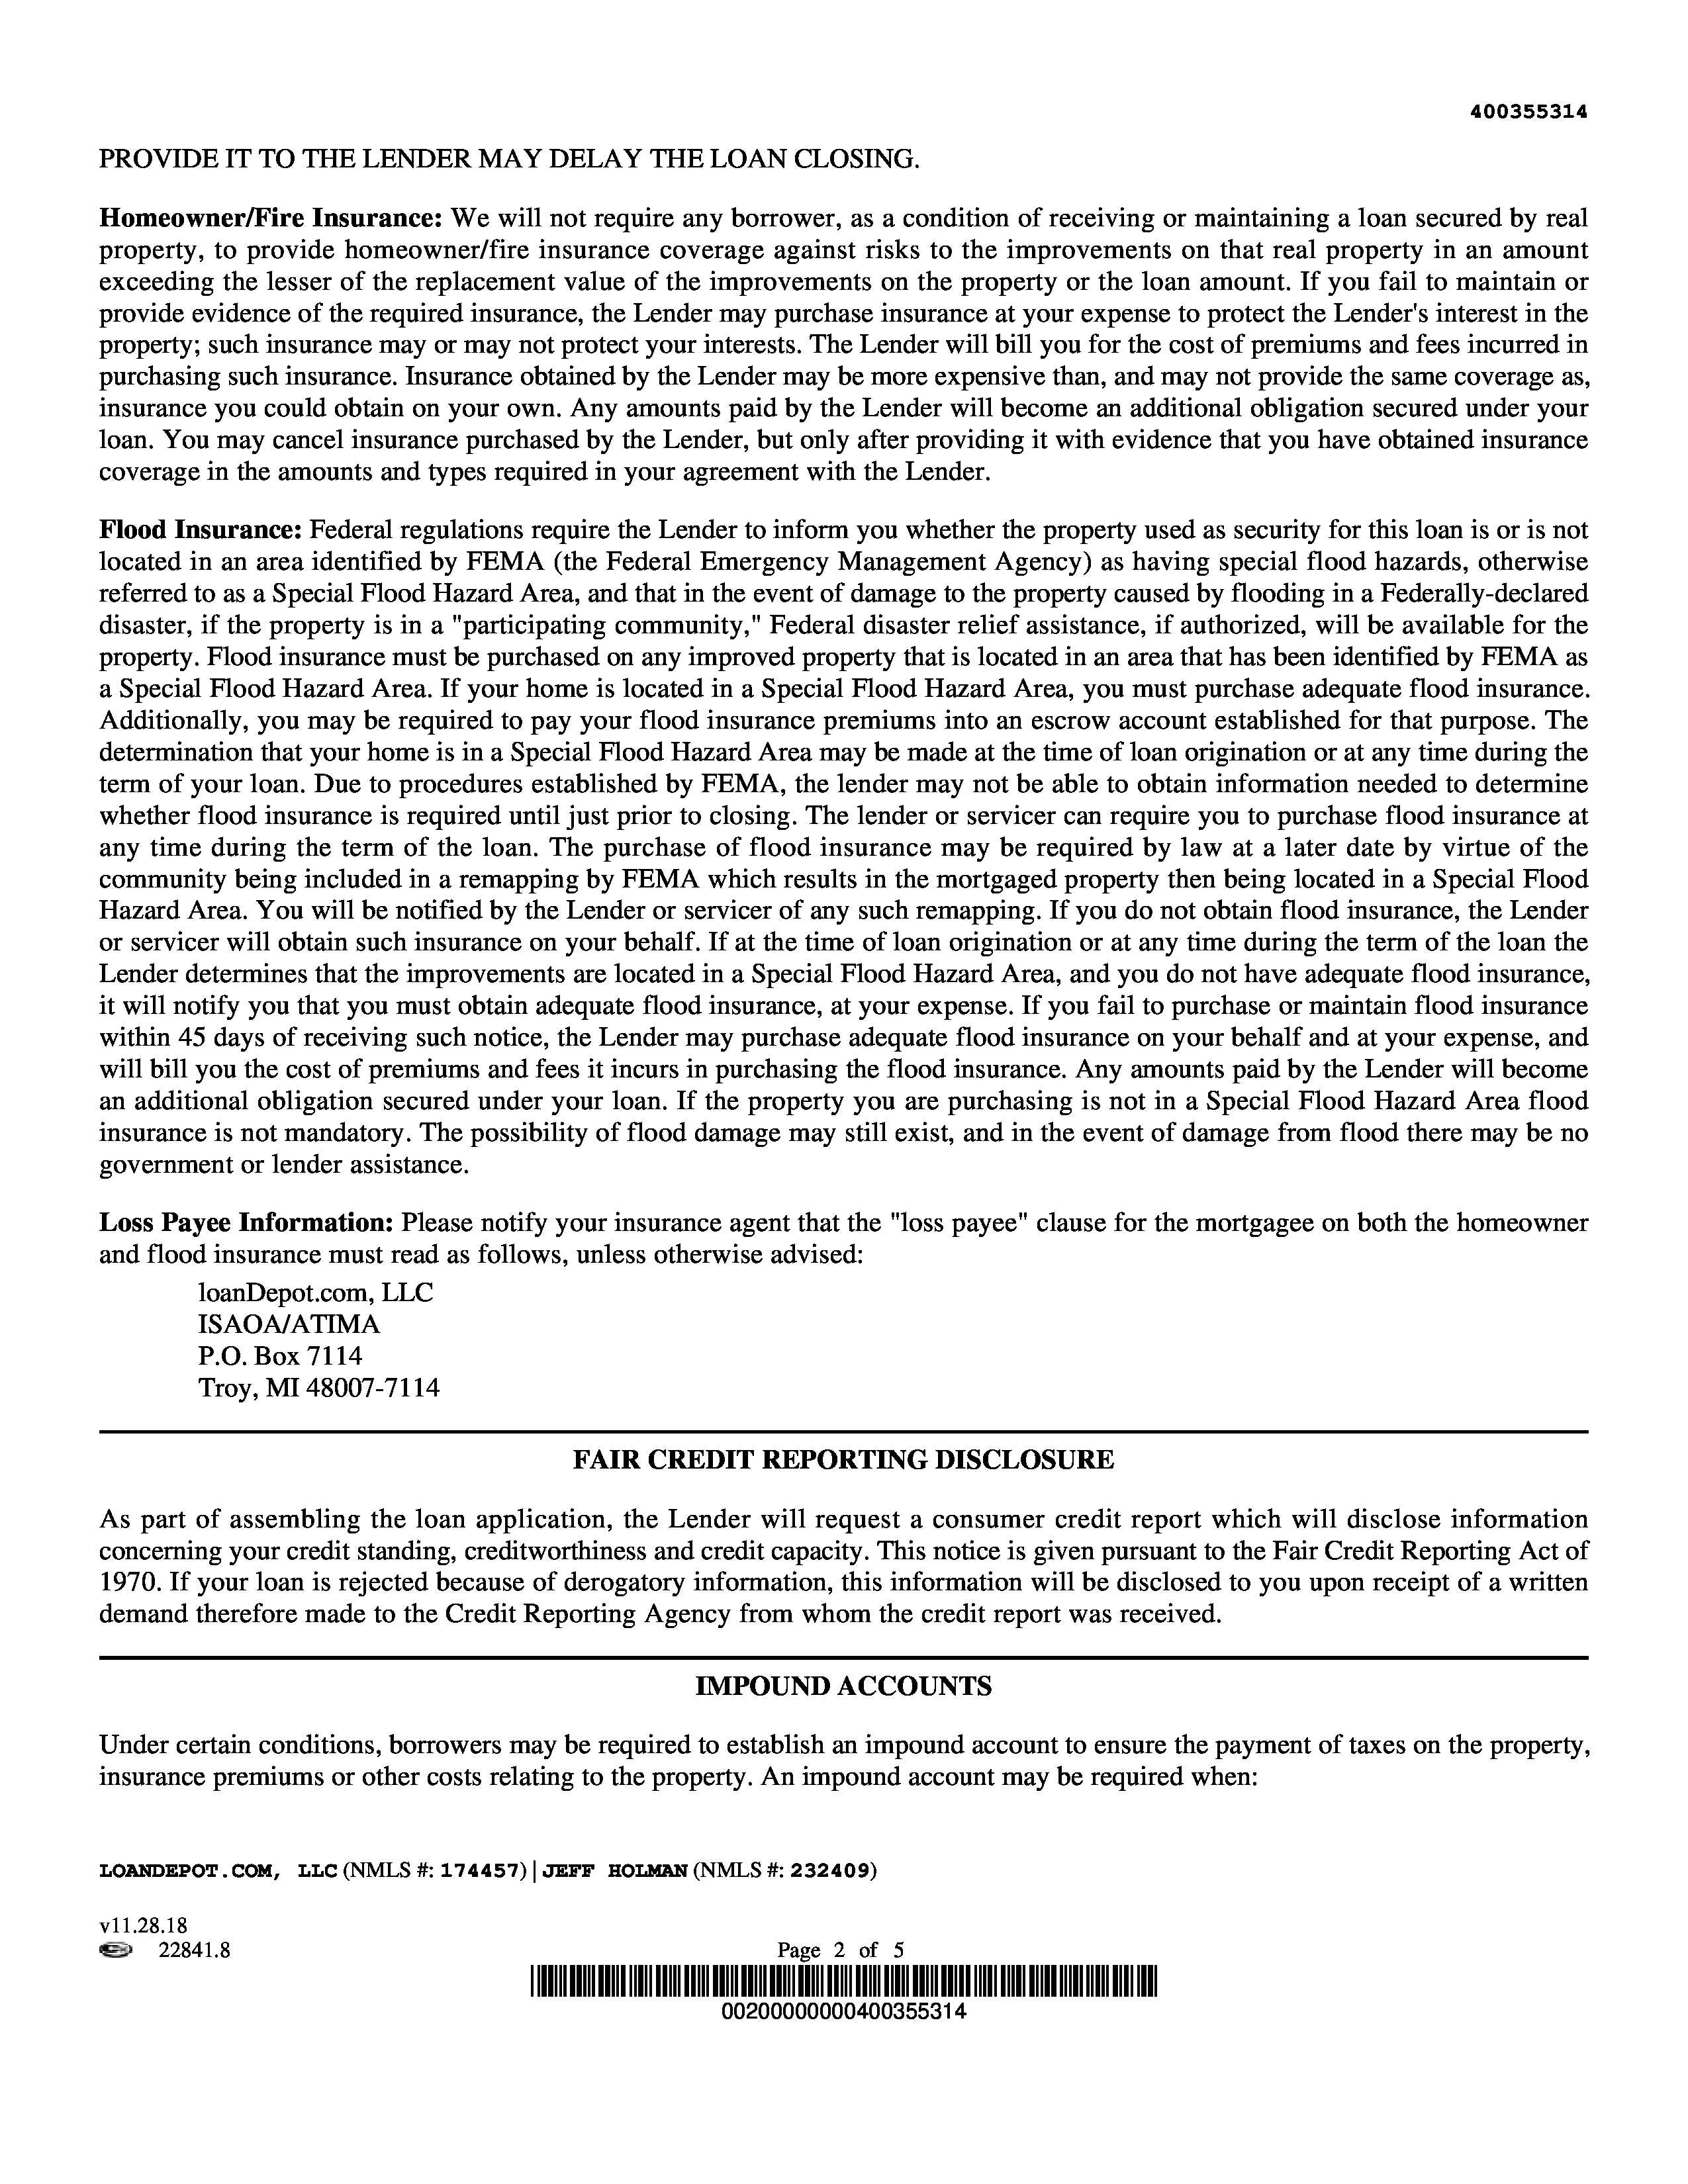 400355314
PROVIDE IT TO THE LENDER MAY DELAY THE LOAN CLOSING.
Homeowner/Fire Insurance: We will not require any borrower, as a condition of receiving or maintaining a loan secured by real
property, to provide homeowner/fire insurance coverage against risks to the improvements on that real property in an amount
exceeding the lesser of the replacement value of the improvements on the property or the loan amount. If you fail to maintain or
provide evidence of the required insurance, the Lender may purchase insurance at your expense to protect the Lender's interest in the
property; such insurance may or may not protect your interests. The Lender will bill you for the cost of premiums and fees incurred in
purchasing such insurance. Insurance obtained by the Lender may be more expensive than, and may not provide the same coverage as,
insurance you could obtain on your own. Any amounts paid by the Lender will become an additional obligation secured under your
loan. You may cancel insurance purchased by the Lender, but only after providing it with evidence that you have obtained insurance
coverage in the amounts and types required in your agreement with the Lender.
Flood Insurance: Federal regulations require the Lender to inform you whether the property used as security for this loan is or is not
located in an area identified by FEMA (the Federal Emergency Management Agency) as having special flood hazards, otherwise
referred to as a Special Flood Hazard Area, and that in the event of damage to the property caused by flooding in a Federally-declared
disaster, if the property is in a "participating community," Federal disaster relief assistance, if authorized, will be available for the
property. Flood insurance must be purchased on any improved property that is located in an area that has been identified by FEMA as
a Special Flood Hazard Area. If your home is located in a Special Flood Hazard Area, you must purchase adequate flood insurance.
Additionally, you may be required to pay your flood insurance premiums into an escrow account established for that purpose. The
determination that your home is in a Special Flood Hazard Area may be made at the time of loan origination or at any time during the
term of your loan. Due to procedures established by FEMA, the lender may not be able to obtain information needed to determine
whether flood insurance is required until just prior to closing. The lender or servicer can require you to purchase flood insurance at
any time during the term of the loan. The purchase of flood insurance may be required by law at a later date by virtue of the
community being included in a remapping by FEMA which results in the mortgaged property then being located in a Special Flood
Hazard Area. You will be notified by the Lender or servicer of any such remapping. If you do not obtain flood insurance, the Lender
or servicer will obtain such insurance on your behalf. If at the time of loan origination or at any time during the term of the loan the
Lender determines that the improvements are located in a Special Flood Hazard Area, and you do not have adequate flood insurance,
it will notify you that you must obtain adequate flood insurance, at your expense. If you fail to purchase or maintain flood insurance
within 45 days of receiving such notice, the Lender may purchase adequate flood insurance on your behalf and at your expense, and
will bill you the cost of premiums and fees it incurs in purchasing the flood insurance. Any amounts paid by the Lender will become
an additional obligation secured under your loan. If the property you are purchasing is not in a Special Flood Hazard Area flood
insurance is not mandatory. The possibility of flood damage may still exist, and in the event of damage from flood there may be no
government or lender assistance.
Loss Payee Information: Please notify your insurance agent that the "loss payee" clause for the mortgagee on both the homeowner
and flood insurance must read as follows, unless otherwise advised:
loanDepot.com, LLC
ISAOA/ATIMA
P.O. Box 7114
Troy, MI 48007-7114
FAIR CREDIT REPORTING DISCLOSURE
As part of assembling the loan application, the Lender will request a consumer credit report which will disclose information
concerning your credit standing, creditworthiness and credit capacity. This notice is given pursuant to the Fair Credit Reporting Act of
1970. If your loan is rejected because of derogatory information, this information will be disclosed to you upon receipt of a written
demand therefore made to the Credit Reporting Agency from whom the credit report was received.
IMPOUND ACCOUNTS
Under certain conditions, borrowers may be required to establish an impound account to ensure the payment of taxes on the property,
insurance premiums or other costs relating to the property. An impound account may be required when:
LOANDEPOT.COM, LLC (NMLS #: 174457) | JEFF HOLMAN (NMLS #: 232409)
v11.28.18
22841.8
Page 2 of 5
00200000000400355314